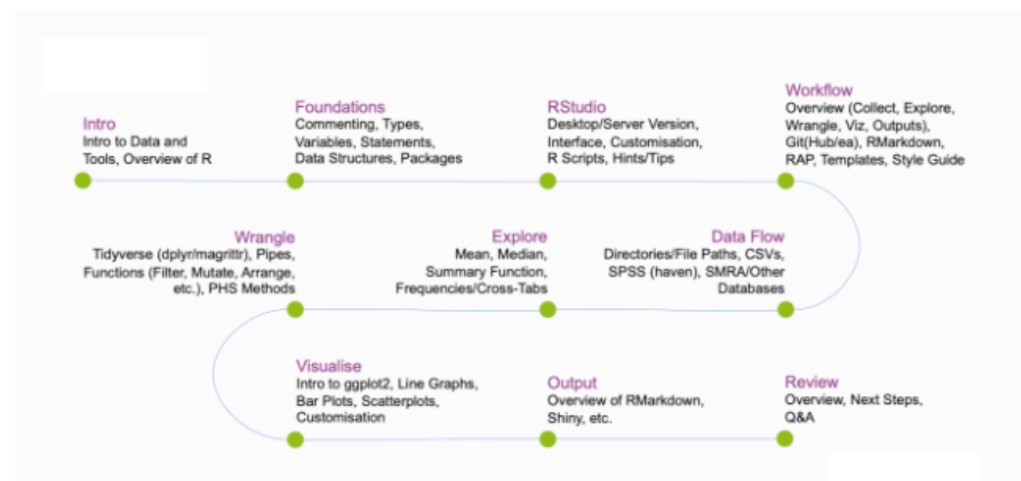 Intro
Intro to Data and
Tools, Overview of R
Foundations
Commenting, Types,
Variables, Statements,
Data Structures, Packages
RStudio
Desktop/Server Version,
Interface, Customisation,
R Scripts, Hints/Tips
Workflow
Overview (Collect, Explore,
Wrangle, Viz, Outputs),
Git(Hub/ea), RMarkdown,
RAP, Templates, Style Guide
Data Flow
Directories/File Paths, CSVs,
SPSS (haven), SMRA/Other
Databases
Explore
Mean, Median,
Summary Function,
Frequencies/Cross-Tabs
Wrangle
Tidyverse (dplyr/magrittr), Pipes,
Functions (Filter, Mutate, Arrange,
etc.), PHS Methods
Visualise
Intro to ggplot2, Line Graphs,
Bar Plots, Scatterplots,
Customisation
Output
Overview of RMarkdown,
Shiny, etc.
Review
Overview, Next Steps,
Q&A